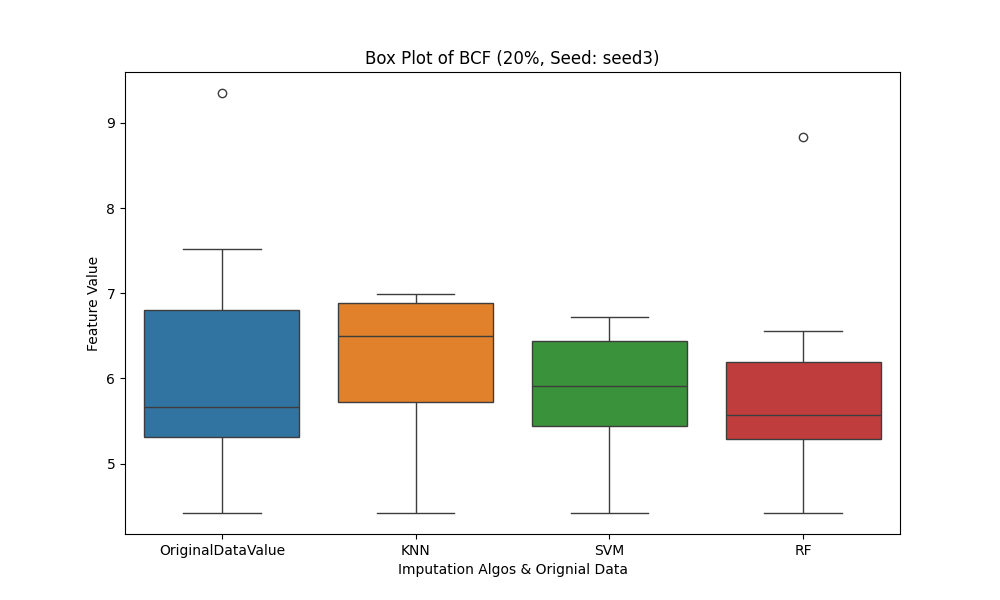 Box Plot of BCF (20%, Seed: seed3)
Feature Value
9
8
7
6
5
OriginalDataValue KNN SVM RF
Imputation Algos & Orignial Data